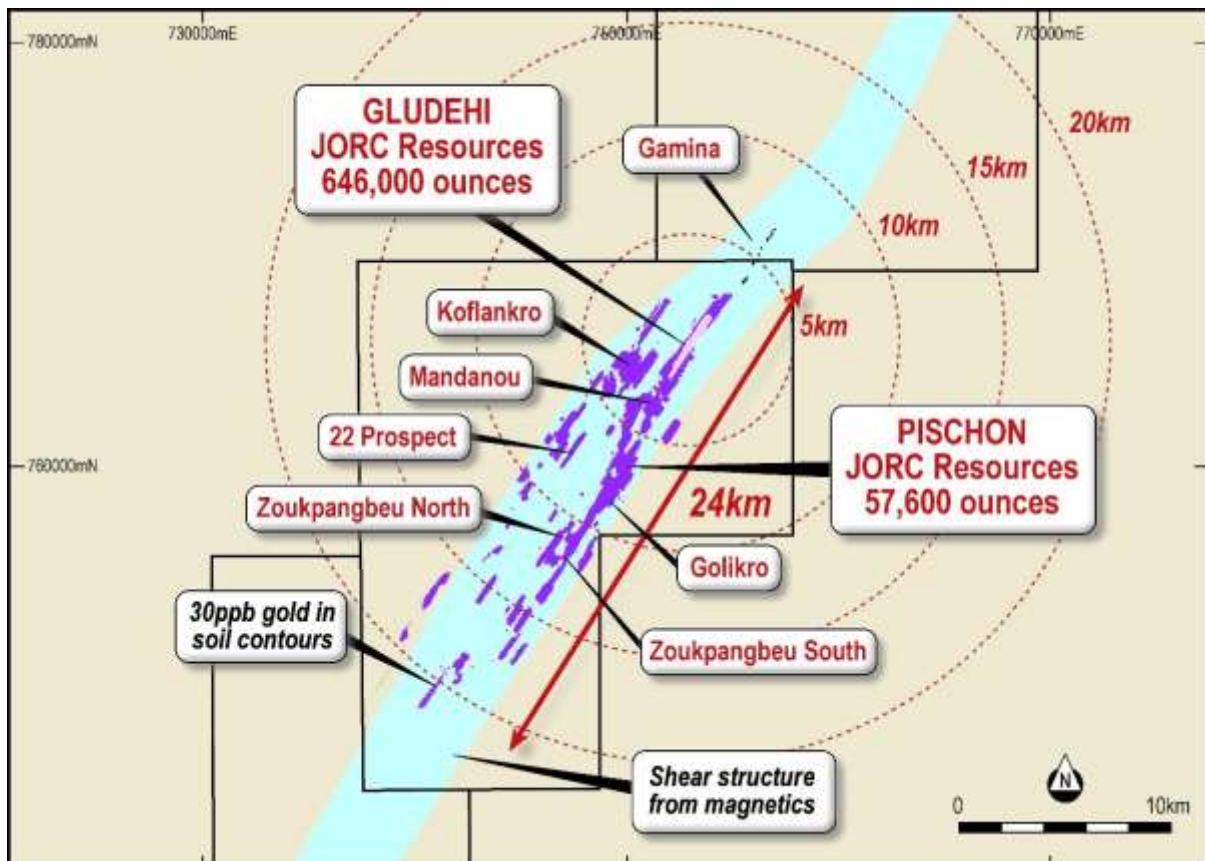 730000mE
760000mE
770000mE
780000mN
GLUDEHI
JORC Resources
646,000 ounces
Gamina
20km
15km
10km
5km
Koflankro
Mandanou
22 Prospect
PISCHON
JORC Resources
57,600 ounces
760000mN
24km
Zoukpangbeu North
Golikro
30ppb gold in
soil contours
Zoukpangbeu South
Shear structure
from magnetics
N
0
10km